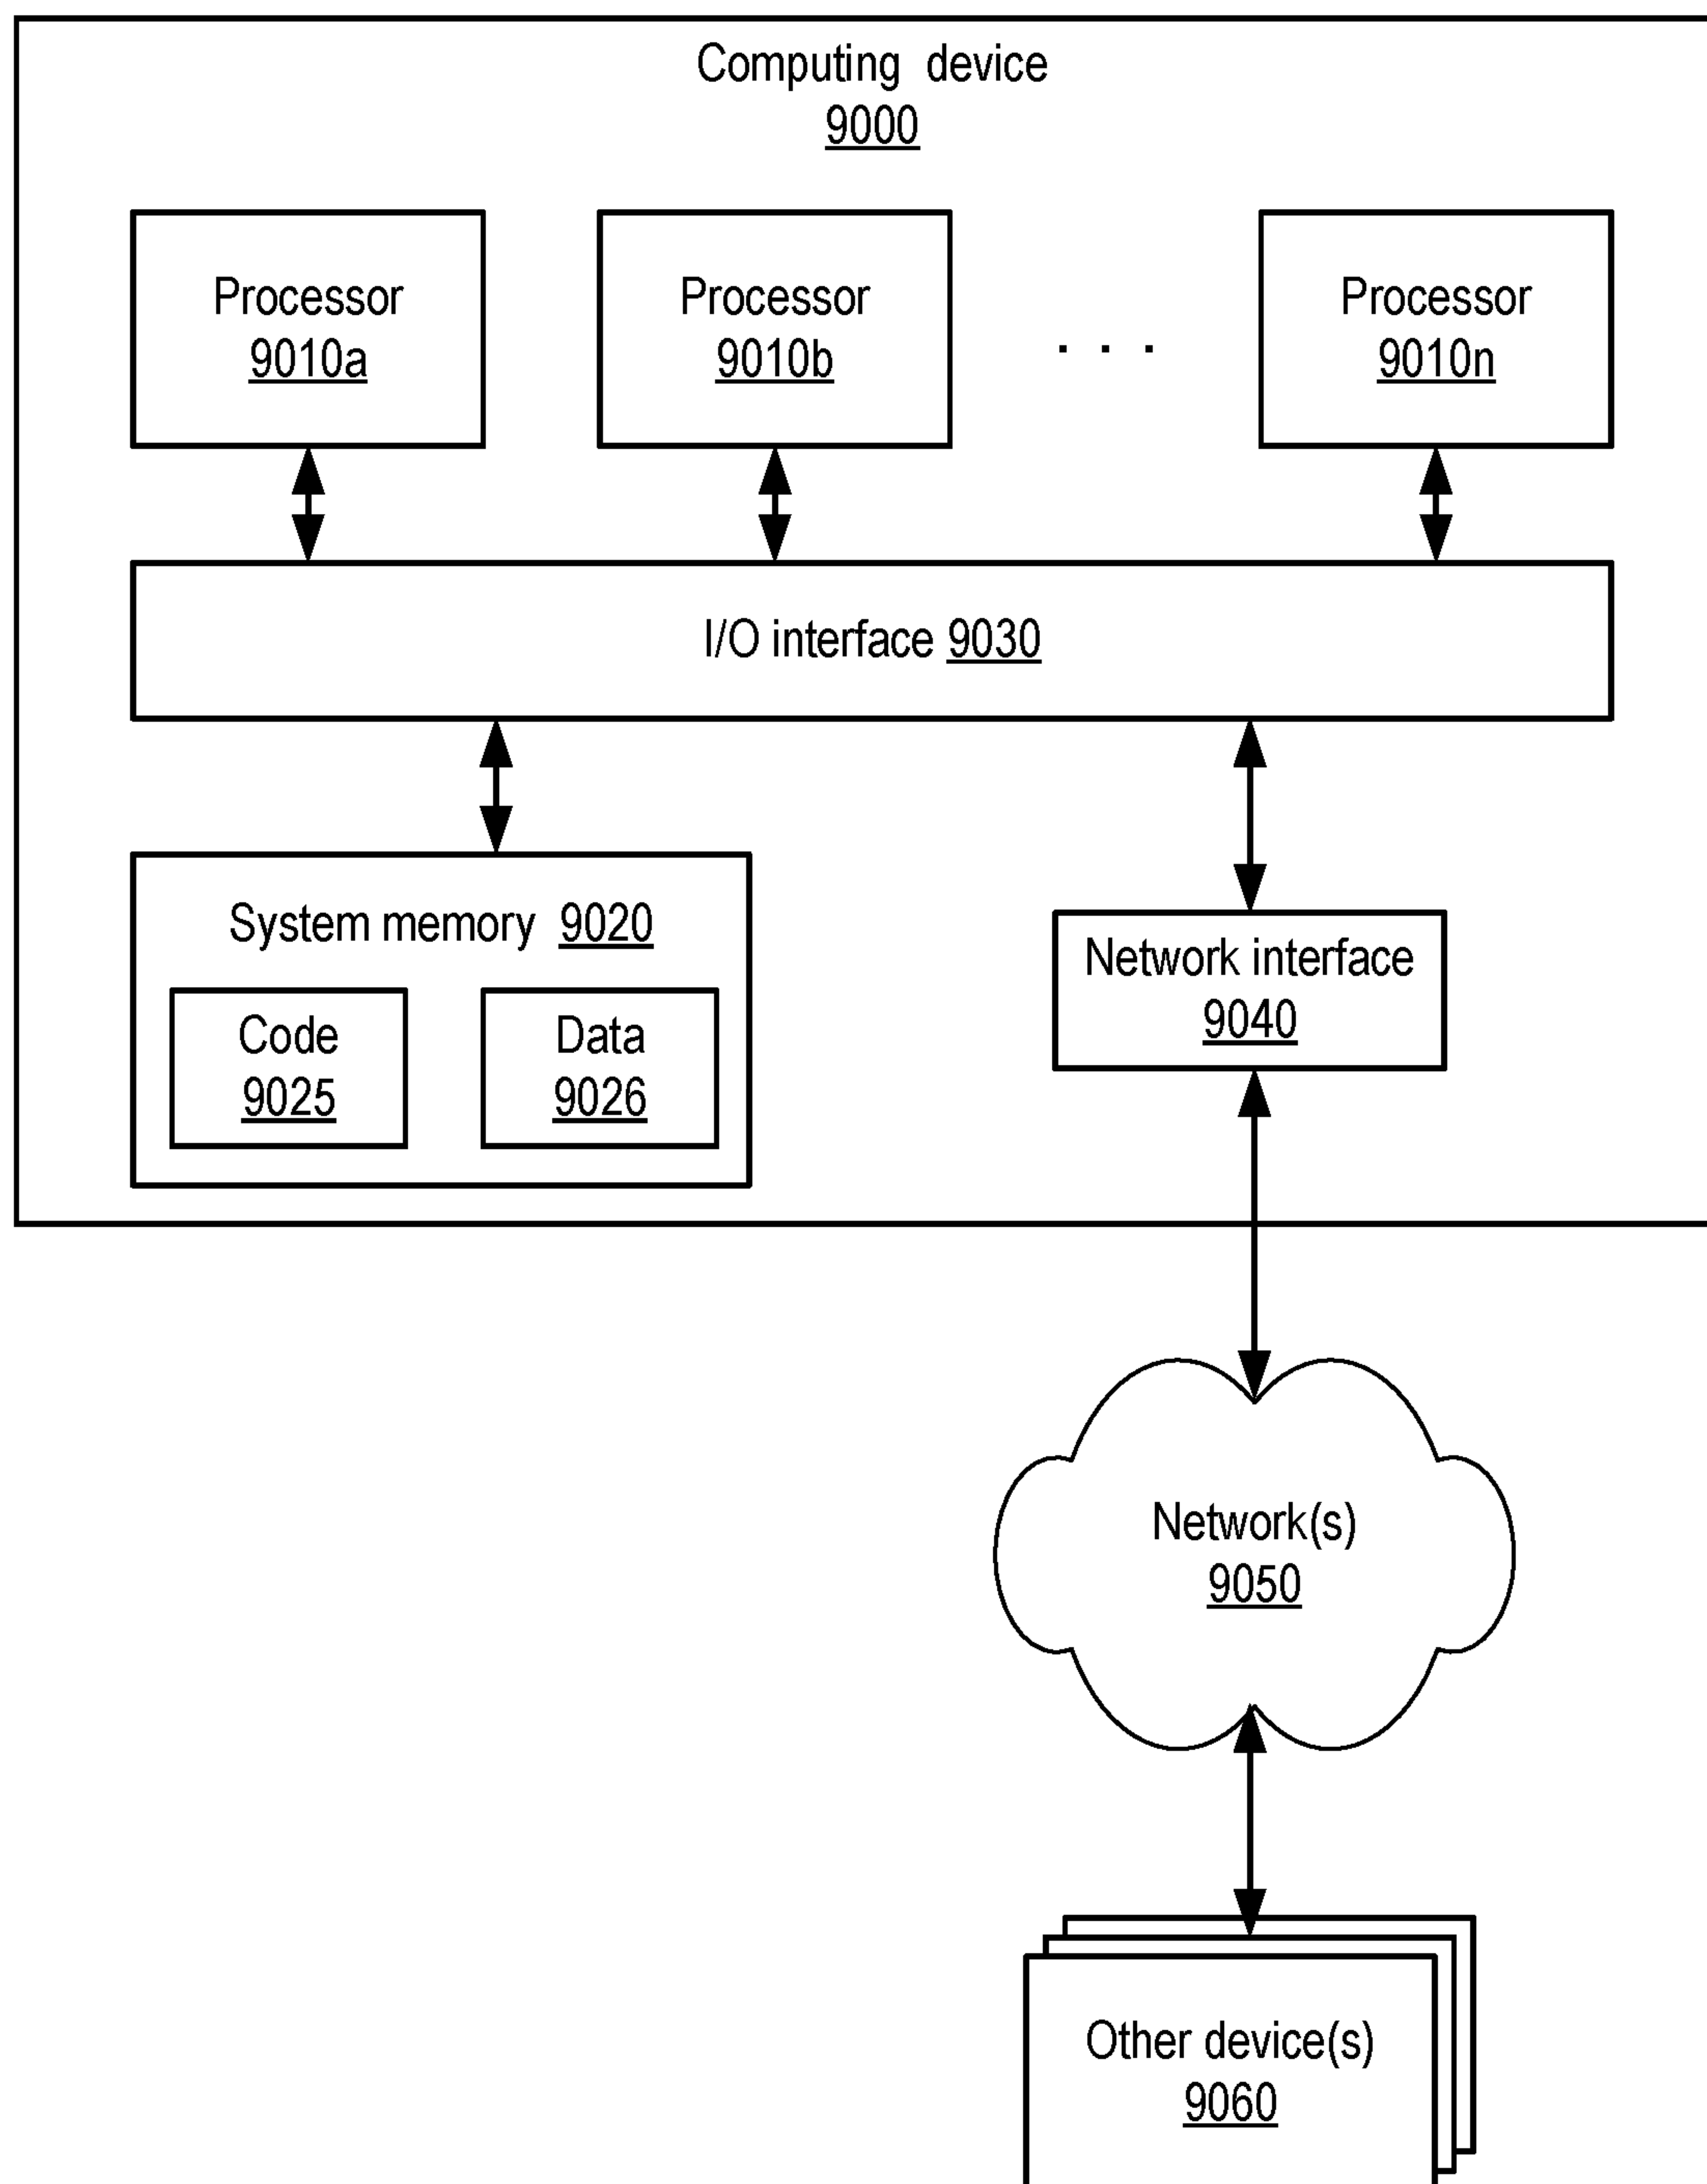 Computing device
9000
Processor
9010a
Processor
9010b
. . .
Processor
9010n
I/O interface 9030
System memory 9020
Code
9025
Data
9026
Network interface
9040
Network(s)
9050
Other device(s)
9060